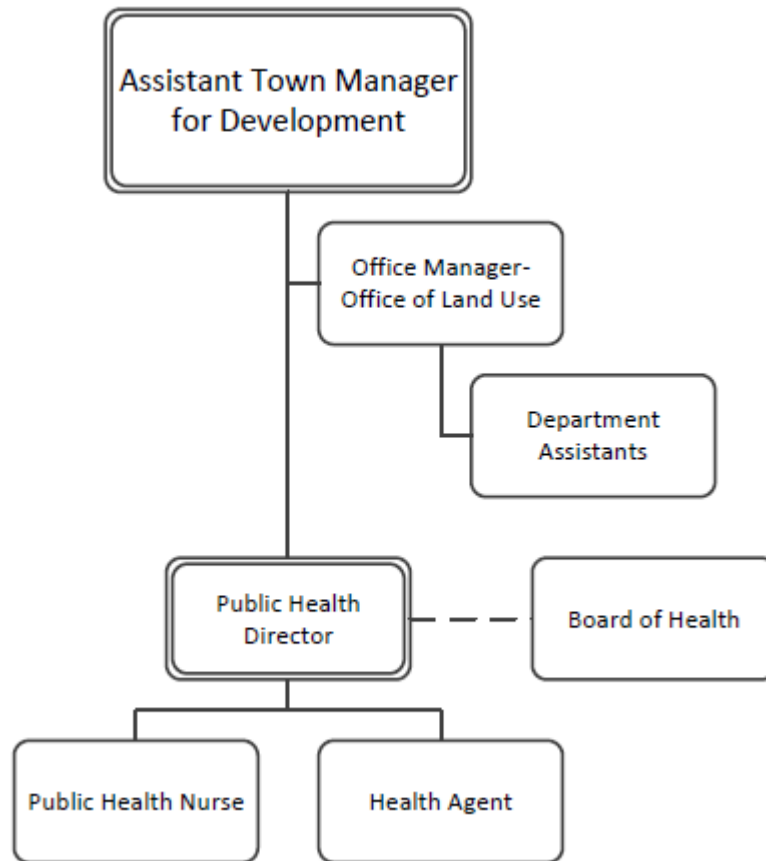 Assistant Town Manager
for Development
Office Manager-
Office of Land Use
Department
Assistants
Public Health
Director
Board of Health
Public Health Nurse
Health Agent